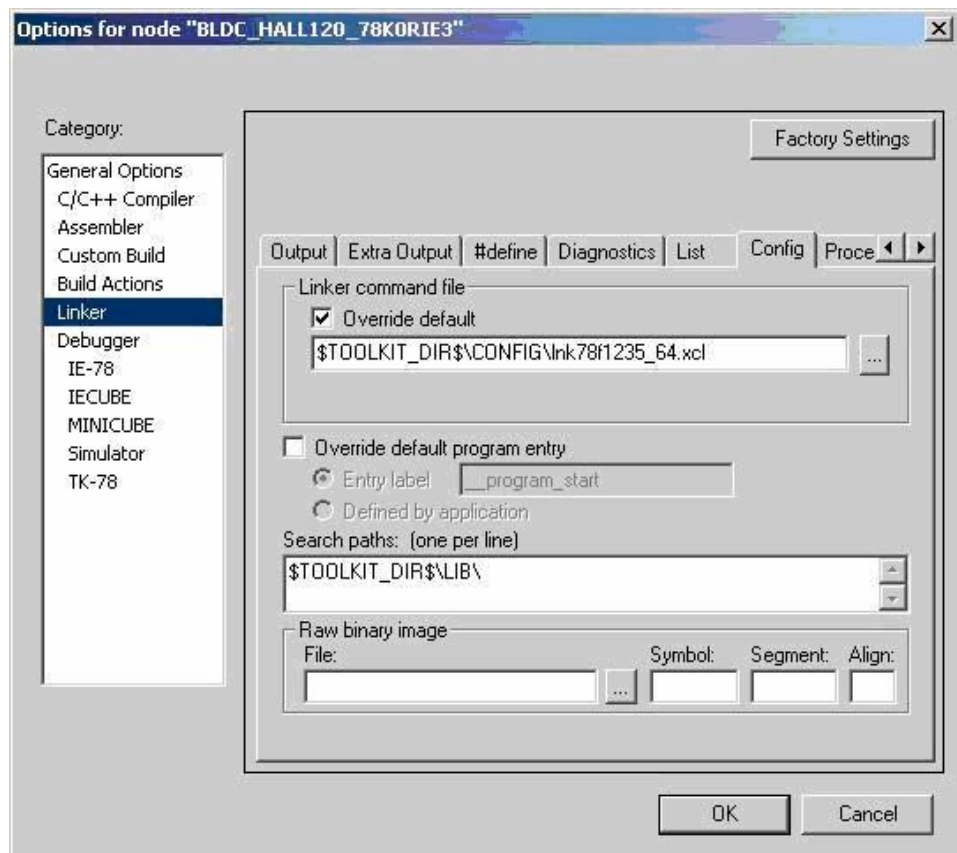 Options for node "BLDC_HALL120_78K0RIE3"
Category:
Factory Settings
General Options
C/C++ Compiler
Assembler
Custom Build
Build Actions
Linker
Debugger
IE-78
IECUBE
MINICUBE
Simulator
TK-78
Output Extra Output #define Diagnostics List Config Proce
Linker command file
Override default
$TOOLKIT_DIR$\CONFIG\lnk78f1235_64.xcl
...
Override default program entry
Entry label __program_start
Defined by application
Search paths: (one per line)
$TOOLKIT_DIR$\LIB\
Raw binary image
File: Symbol: Segment: Align:
...
OK Cancel